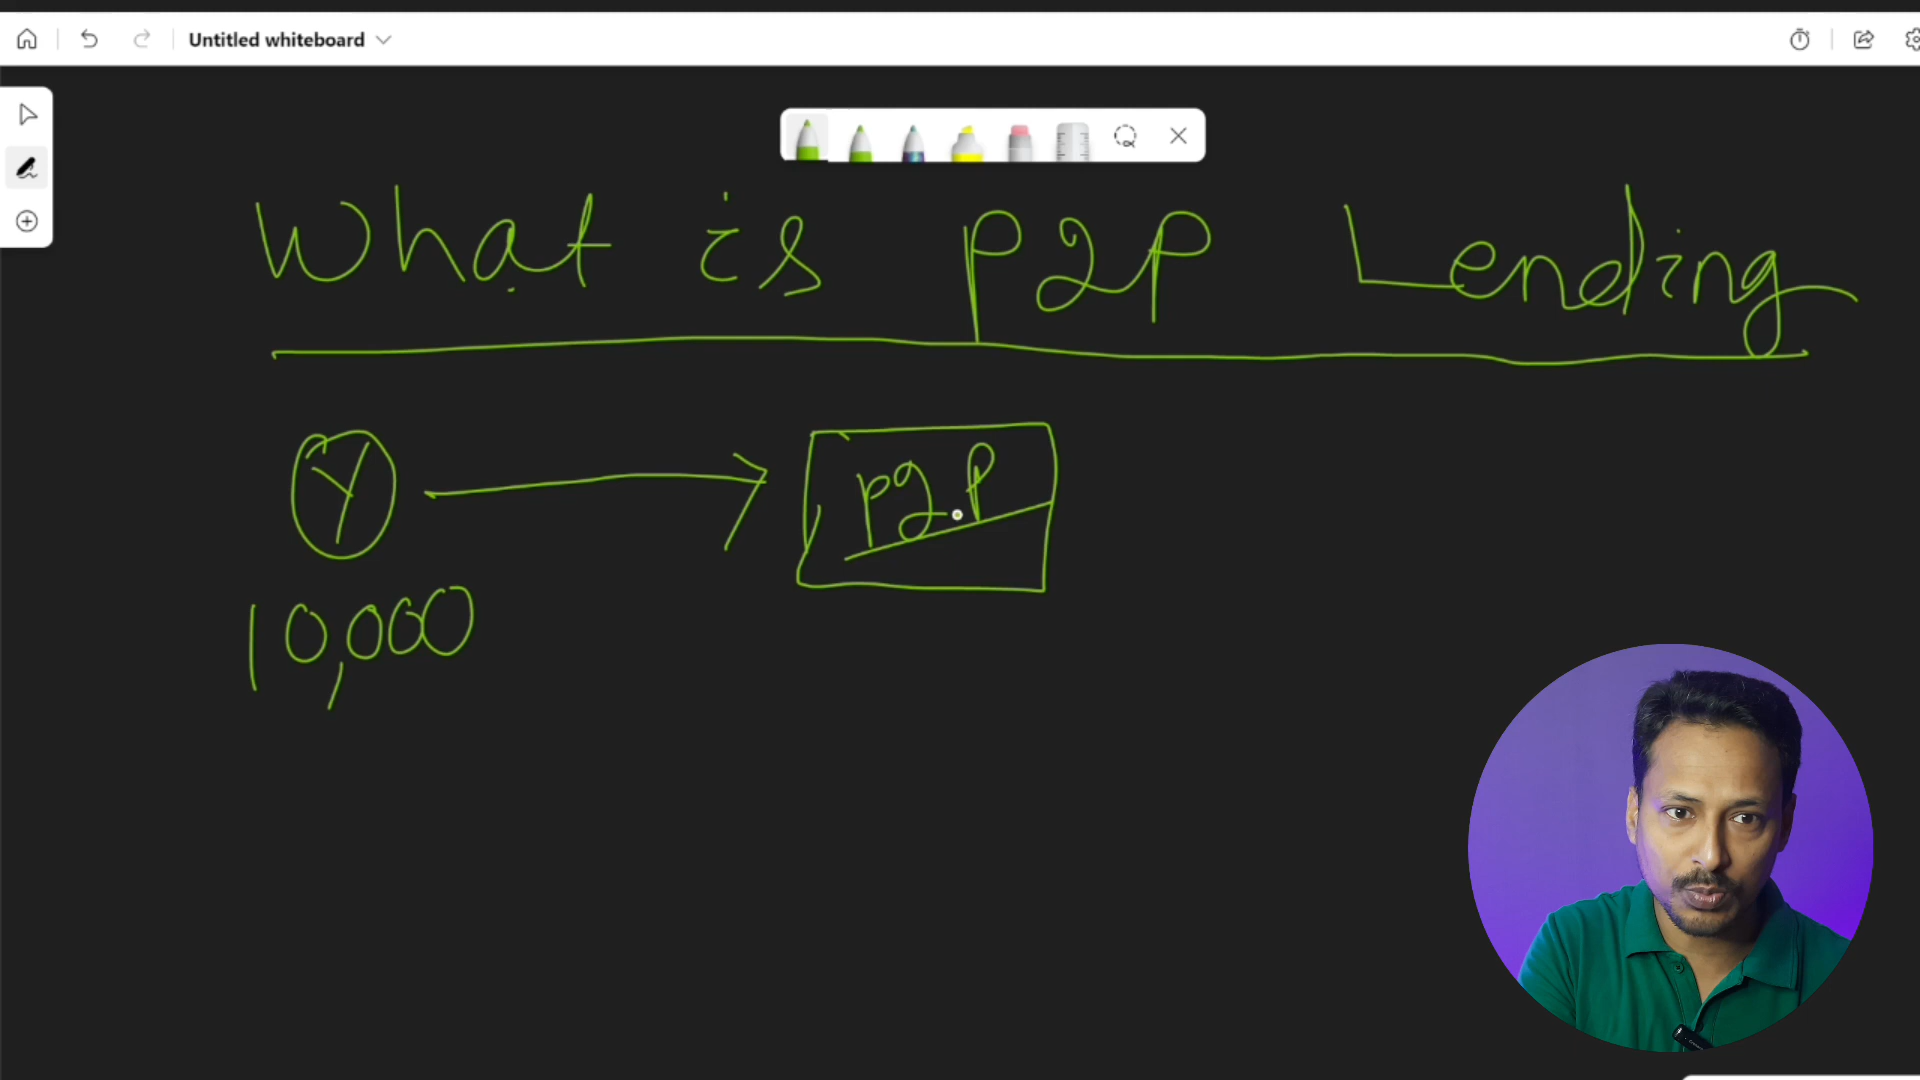 Untitled whiteboard
What is P2P Lending
Y
P2P
10,000